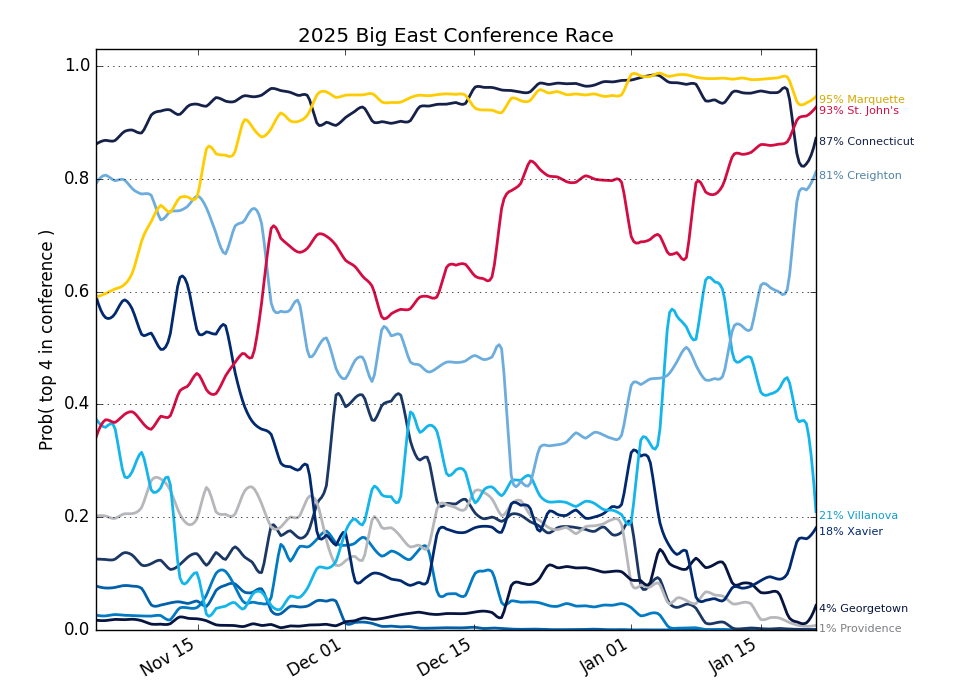 2025 Big East Conference Race
Prob( top 4 in conference )
1.0
0.8
0.6
0.4
0.2
0.0
Nov 15
Dec 01
Dec 15
Jan 01
Jan 15
95% Marquette
93% St. John's
87% Connecticut
81% Creighton
21% Villanova
18% Xavier
4% Georgetown
1% Providence